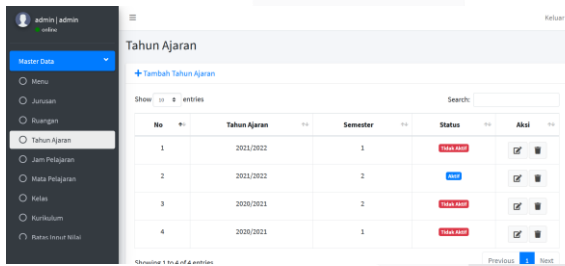 admin | admin
online
Keluar
Master Data
Menu
Jurusan
Ruangan
Tahun Ajaran
Jam Pelajaran
Mata Pelajaran
Kelas
Kurikulum
Batas Input Nilai
Tahun Ajaran
Tambah Tahun Ajaran
Show 10 entries Search:
No Tahun Ajaran Semester Status Aksi
1 2021/2022 1 Tidak Aktif
2 2021/2022 2 Aktif
3 2020/2021 2 Tidak Aktif
4 2020/2021 1 Tidak Aktif
Showing 1 to 4 of 4 entries
Previous 1 Next